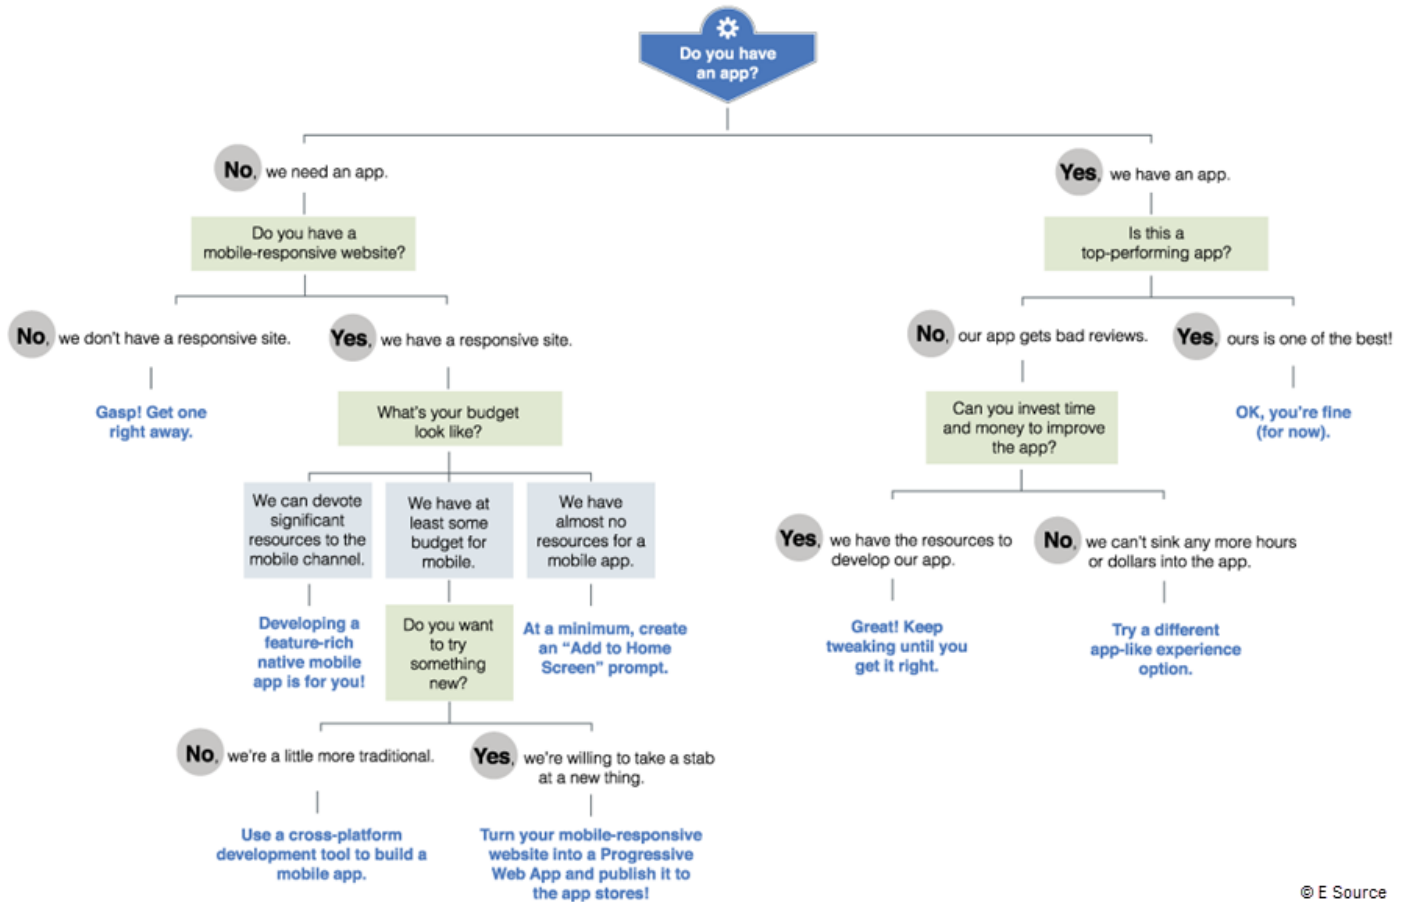 Do you have
an app?
No, we need an app.
Yes, we have an app.
Do you have a
mobile-responsive website?
Is this a
top-performing app?
No, we don't have a responsive site.
Yes, we have a responsive site.
No, our app gets bad reviews.
Yes, ours is one of the best!
Gasp! Get one
right away.
What's your budget
look like?
Can you invest time
and money to improve
the app?
OK, you're fine
(for now).
We can devote
significant
resources to the
mobile channel.
We have at
least some
budget for
mobile.
We have
almost no
resources for a
mobile app.
Yes, we have the resources to
develop our app.
No, we can't sink any more hours
or dollars into the app.
Developing a
feature-rich
native mobile
app is for you!
Do you want
to try
something
new?
At a minimum, create
an “Add to Home
Screen” prompt.
Great! Keep
tweaking until you
get it right.
Try a different
app-like experience
option.
No, we're a little more traditional.
Yes, we're willing to take a stab
at a new thing.
Use a cross-platform
development tool to build a
mobile app.
Turn your mobile-responsive
website into a Progressive
Web App and publish it to
the app stores!
© E Source